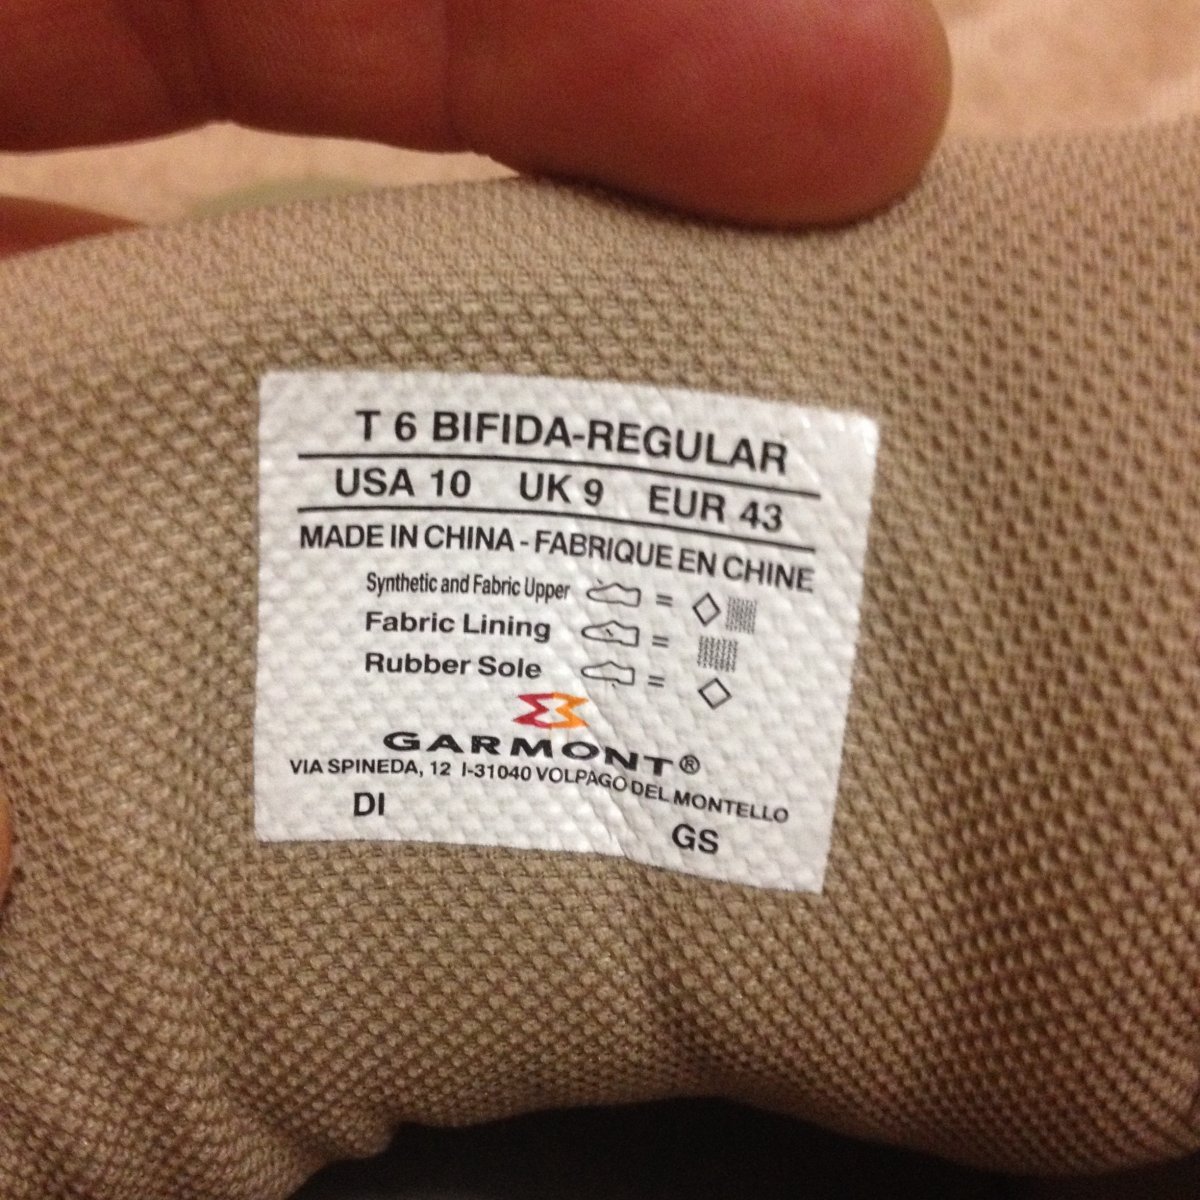 T 6 BIFIDA-REGULAR
USA 10 UK 9 EUR 43
MADE IN CHINA - FABRIQUE EN CHINE
Synthetic and Fabric Upper =
Fabric Lining =
Rubber Sole =
GARMONT®
VIA SPINEDA, 12 I-31040 VOLPAGO DEL MONTELLO
DI GS